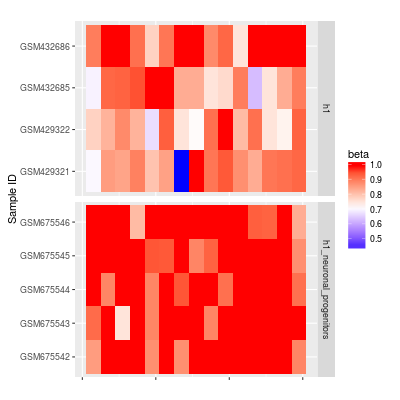 GSM432686
GSM432685
GSM429322
GSM429321
h1
GSM675546
GSM675545
GSM675544
GSM675543
GSM675542
h1_neuronal_progenitors
Sample ID
beta
1.0
0.9
0.8
0.7
0.6
0.5